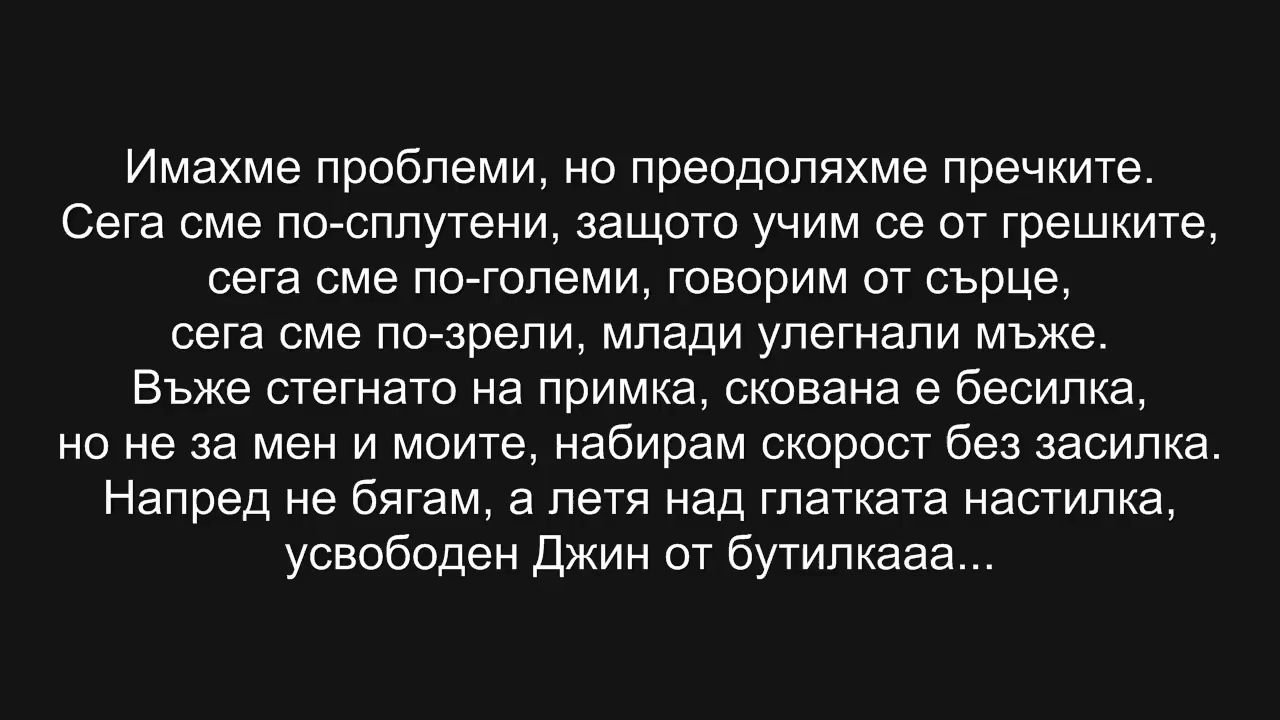 Имахме проблеми, но преодоляхме пречките.
Сега сме по-сплутени, защото учим се от грешките,
сега сме по-големи, говорим от сърце,
сега сме по-зрели, млади улегнали мъже.
Въже стегнато на примка, скована е бесилка,
но не за мен и моите, набирам скорост без засилка.
Напред не бягам, а летя над глатката настилка,
усвободен Джин от бутилкааа...